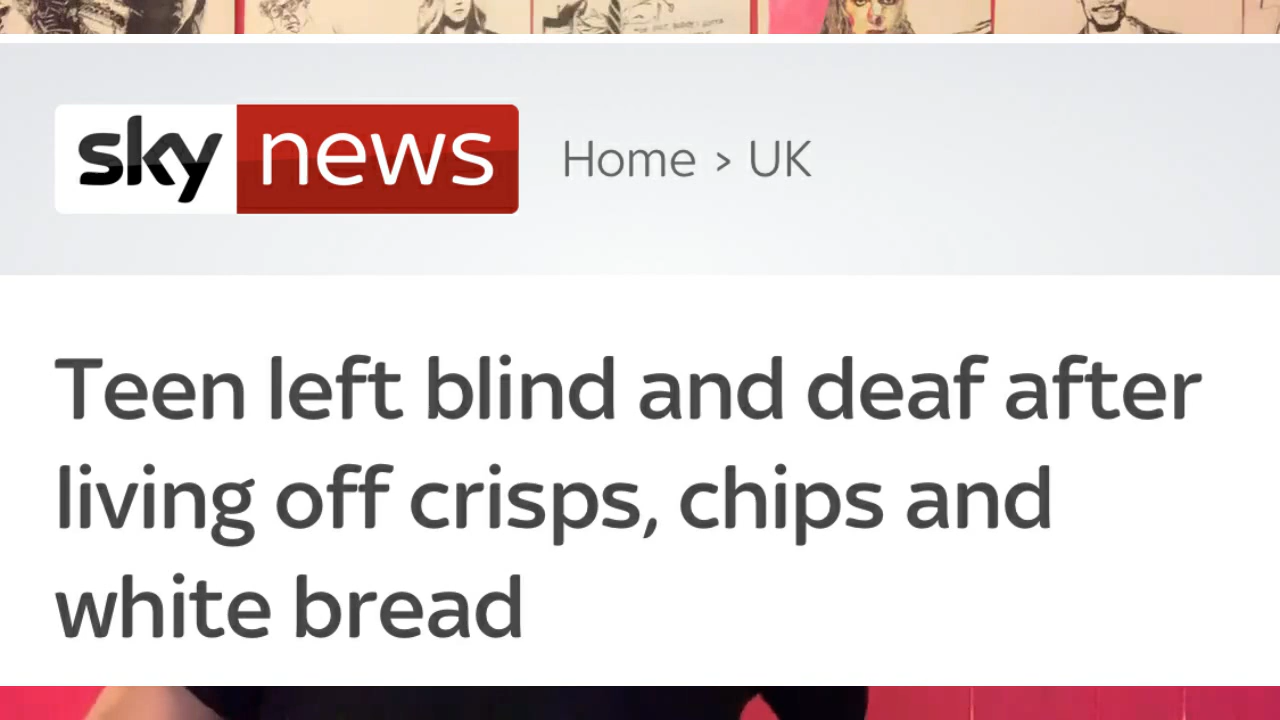 sky news Home > UK
Teen left blind and deaf after
living off crisps, chips and
white bread